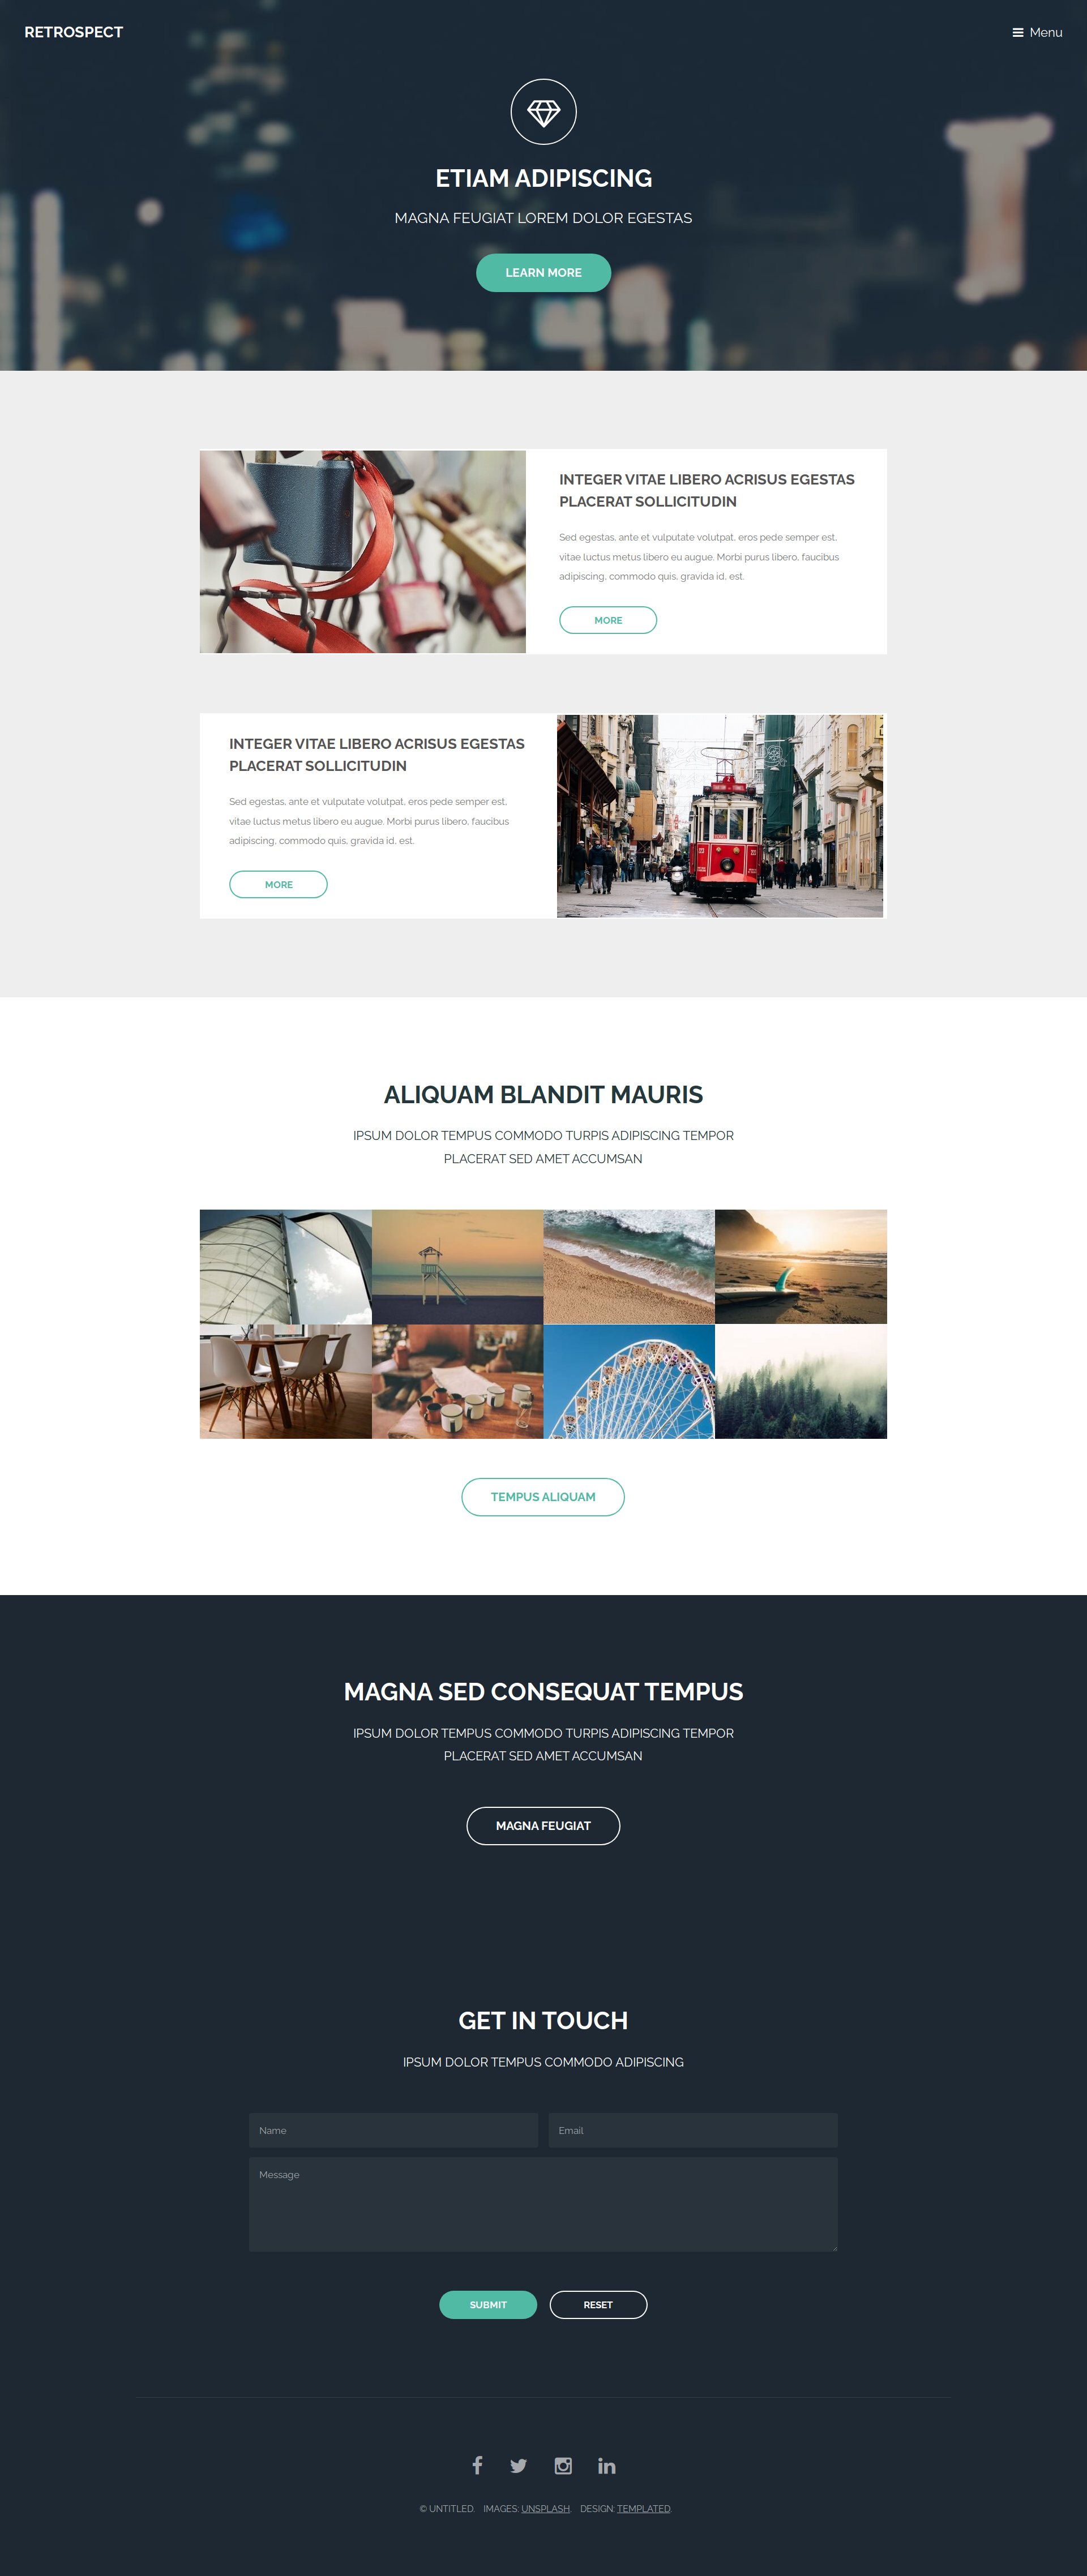 RETROSPECT
Menu
ETIAM ADIPISCING
MAGNA FEUGIAT LOREM DOLOR EGESTAS
LEARN MORE
INTEGER VITAE LIBERO ACRISUS EGESTAS
PLACERAT SOLLICITUDIN
Sed egestas, ante et vulputate volutpat, eros pede semper est,
vitae luctus metus libero eu augue. Morbi purus libero, faucibus
adipiscing, commodo quis, gravida id, est.
MORE
INTEGER VITAE LIBERO ACRISUS EGESTAS
PLACERAT SOLLICITUDIN
Sed egestas, ante et vulputate volutpat, eros pede semper est,
vitae luctus metus libero eu augue. Morbi purus libero, faucibus
adipiscing, commodo quis, gravida id, est.
MORE
ALIQUAM BLANDIT MAURIS
IPSUM DOLOR TEMPUS COMMODO TURPIS ADIPISCING TEMPOR
PLACERAT SED AMET ACCUMSAN
TEMPUS ALIQUAM
MAGNA SED CONSEQUAT TEMPUS
IPSUM DOLOR TEMPUS COMMODO TURPIS ADIPISCING TEMPOR
PLACERAT SED AMET ACCUMSAN
MAGNA FEUGIAT
GET IN TOUCH
IPSUM DOLOR TEMPUS COMMODO ADIPISCING
Name
Email
Message
SUBMIT
RESET
© UNTITLED. IMAGES: UNSPLASH. DESIGN: TEMPLATED.